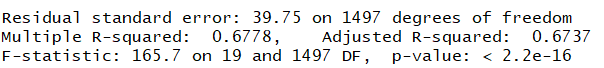 Residual standard error: 39.75 on 1497 degrees of freedom
Multiple R-squared:  0.6778,    Adjusted R-squared:  0.6737
F-statistic: 165.7 on 19 and 1497 DF,  p-value: < 2.2e-16